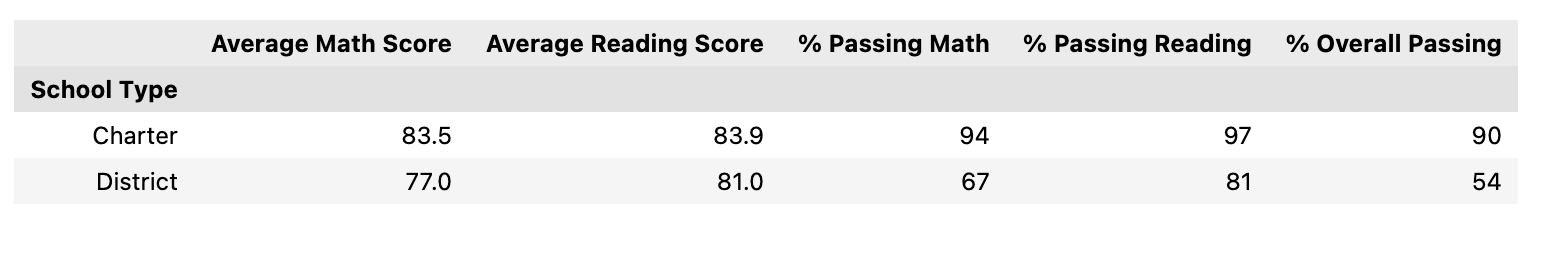 Average Math Score Average Reading Score % Passing Math % Passing Reading % Overall Passing
School Type
Charter 83.5 83.9 94 97 90
District 77.0 81.0 67 81 54